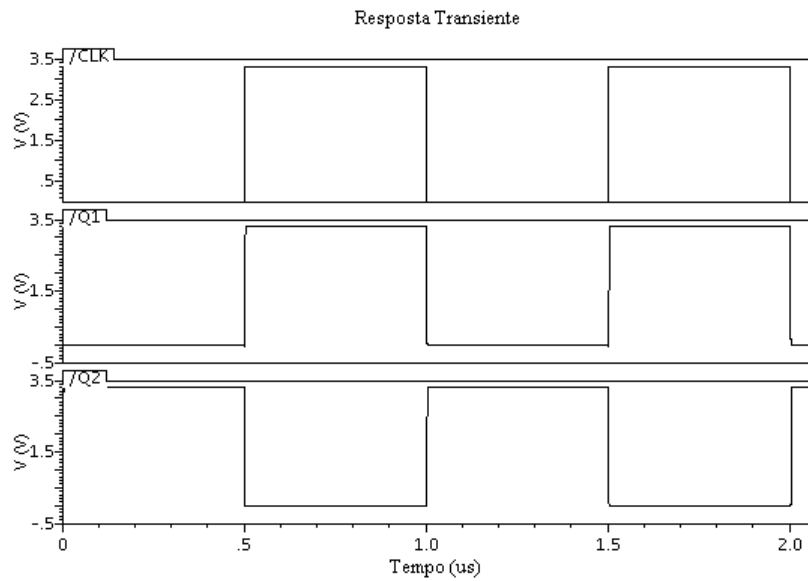 Resposta Transiente
/CLK
3.5
2.5
1.5
.5
V (V)
/Q1
3.5
1.5
-.5
V (V)
/Q2
3.5
1.5
-.5
V (V)
0 .5 1.0 1.5 2.0
Tempo (us)